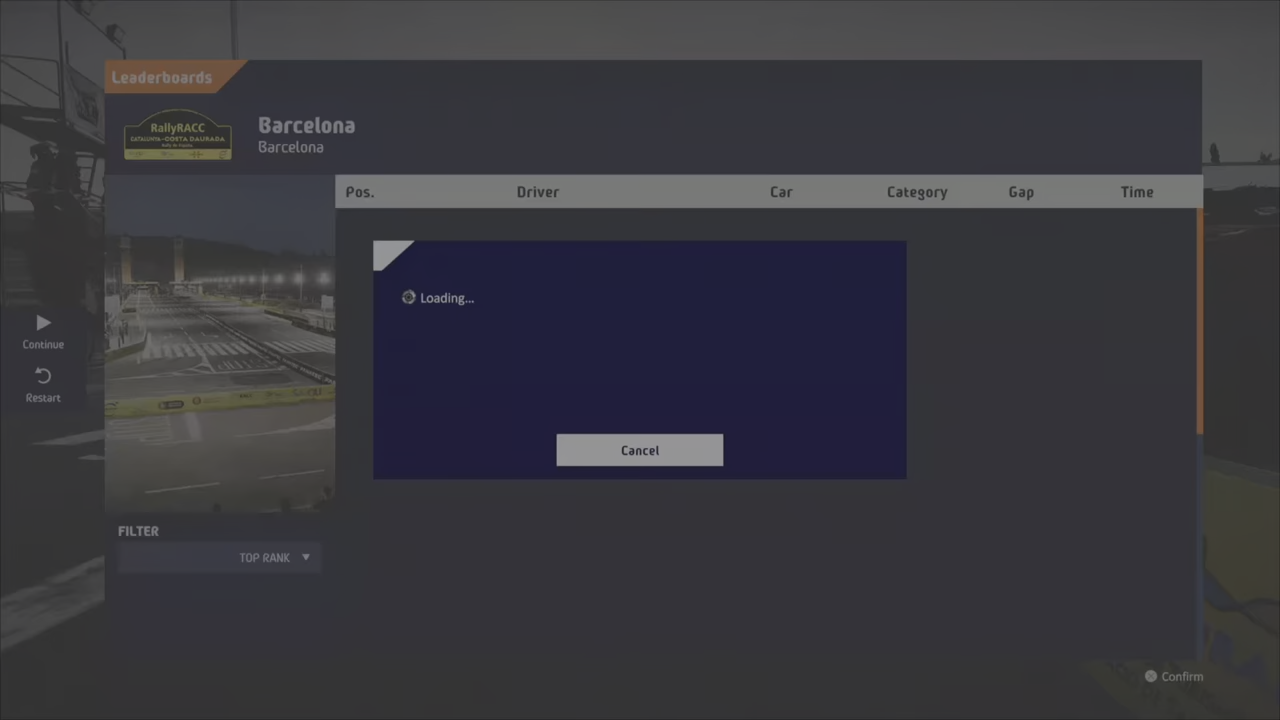 Leaderboards
RallyRACC
CATALUNYA-COSTA DAURADA
Barcelona
Barcelona
Pos. Driver Car Category Gap Time
Loading...
Continue
Restart
Cancel
FILTER
TOP RANK
Confirm